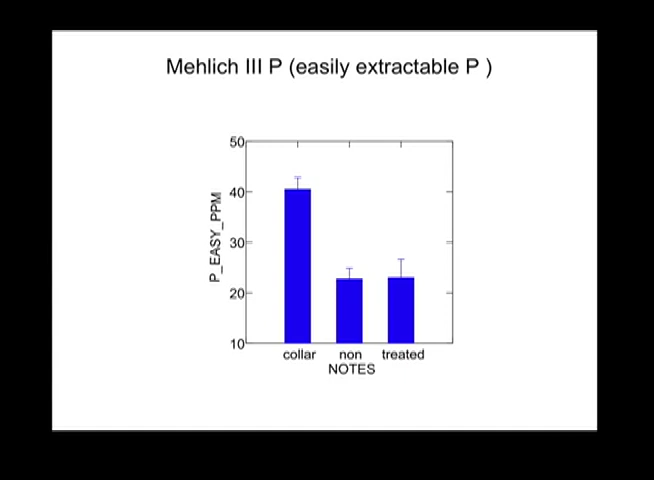 Mehlich III P (easily extractable P )
50
40
30
20
10
P_EASY_PPM
collar non treated
NOTES